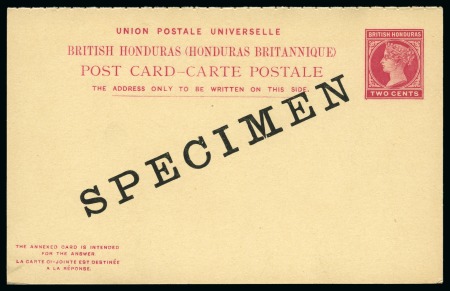 UNION POSTALE UNIVERSELLE
BRITISH HONDURAS (HONDURAS BRITANNIQUE)
POST CARD–CARTE POSTALE
THE ADDRESS ONLY TO BE WRITTEN ON THIS SIDE.
BRITISH HONDURAS
TWO CENTS
SPECIMEN
THE ANNEXED CARD IS INTENDED
FOR THE ANSWER.
LA CARTE CI-JOINTE EST DESTINÉE
A LA RÉPONSE.